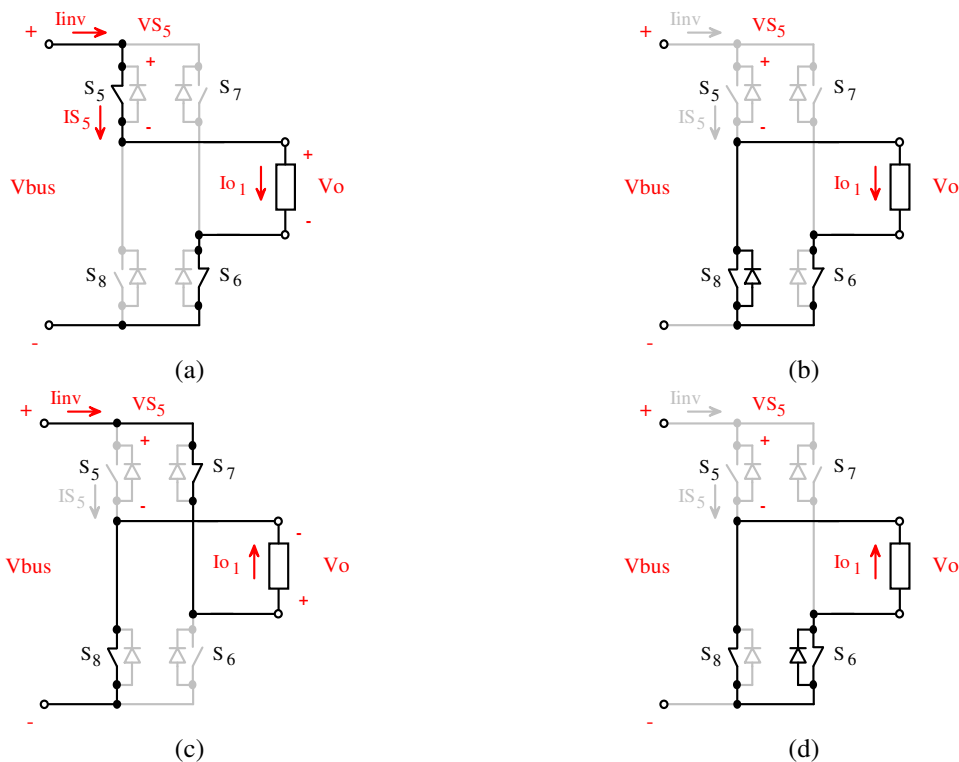 + Iinv VS5
+
S5 S7
IS5
-
+
Vbus Io1 Vo
-
S8 S6
-
(a)
+ Iinv VS5
+
S5 S7
IS5
-
Vbus Io1 Vo
S8 S6
-
(b)
+ Iinv VS5
+
S5 S7
IS5
-
-
Vbus Io1 Vo
+
S8 S6
-
(c)
+ Iinv VS5
+
S5 S7
IS5
-
Vbus Io1 Vo
S8 S6
-
(d)